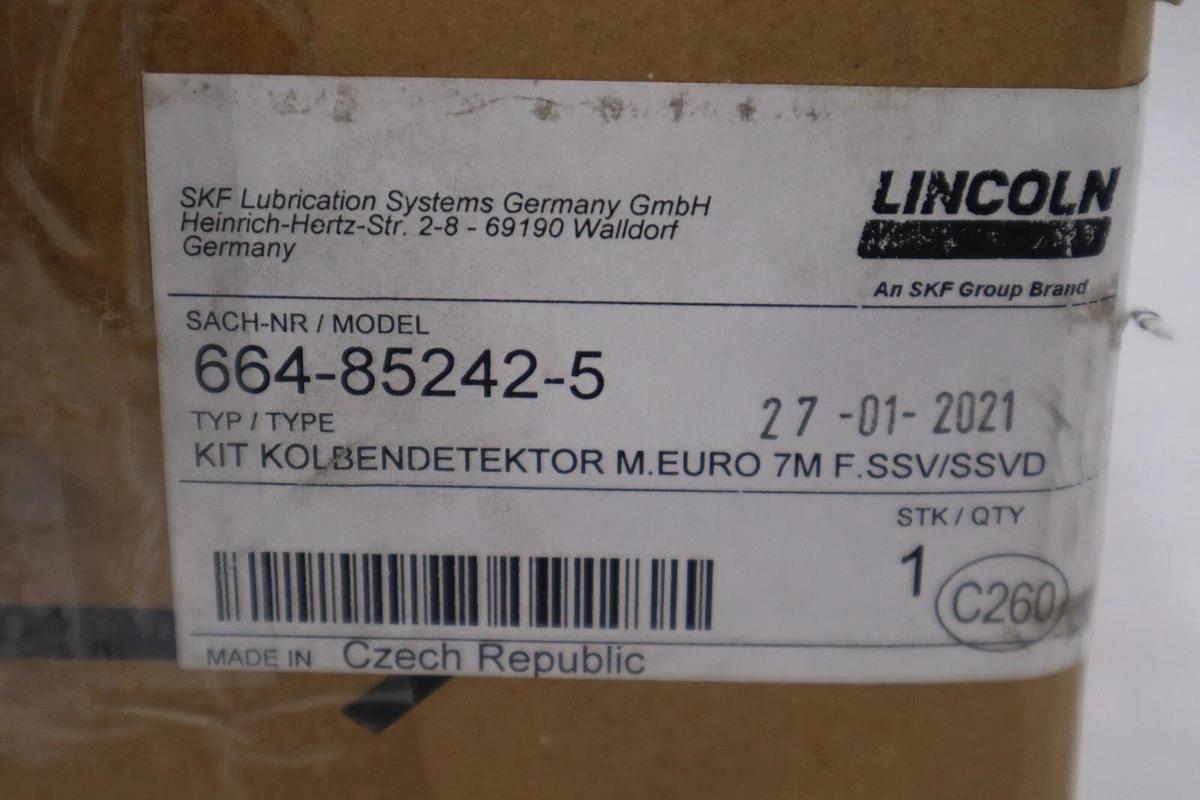 SKF Lubrication Systems Germany GmbH
Heinrich-Hertz-Str. 2-8 - 69190 Walldorf
Germany
LINCOLN
An SKF Group Brand
SACH-NR / MODEL
664-85242-5
TYP / TYPE
27-01-2021
KIT KOLBENDETEKTOR M.EURO 7M F.SSV/SSVD
STK / QTY
1
C260
MADE IN Czech Republic